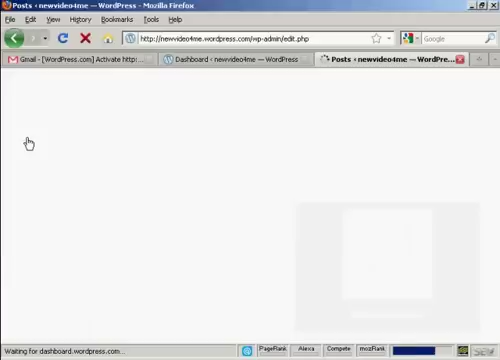 Posts ‹ newvideo4me — WordPress - Mozilla Firefox
File Edit View History Bookmarks Tools Help
http://newvideo4me.wordpress.com/wp-admin/edit.php
Google
Gmail - [WordPress.com] Activate http:...
Dashboard ‹ newvideo4me — WordPress
Posts ‹ newvideo4me — WordPre...
Waiting for dashboard.wordpress.com...
PageRank
Alexa
Compete
mozRank